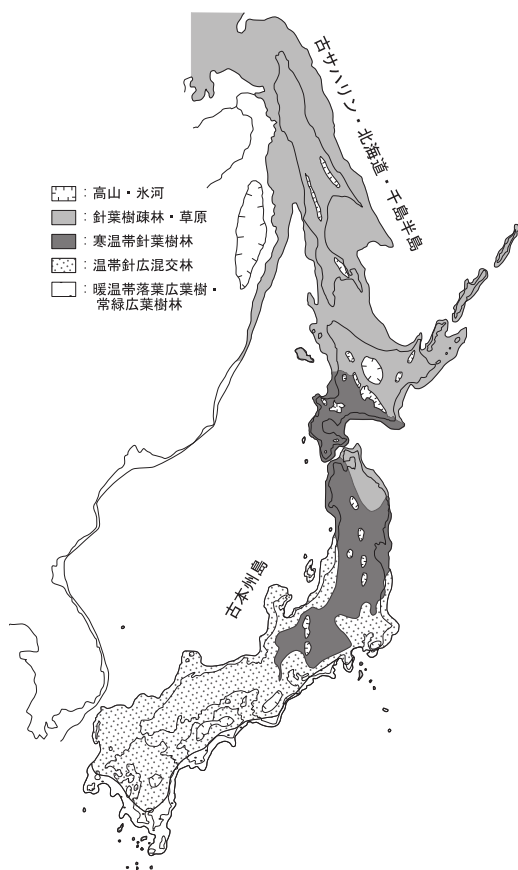 古サハリン・北海道・千島半島
：高山・氷河
：針葉樹疎林・草原
：寒温帯針葉樹林
：温帯針広混交林
：暖温帯落葉広葉樹・
常緑広葉樹林
古本州島